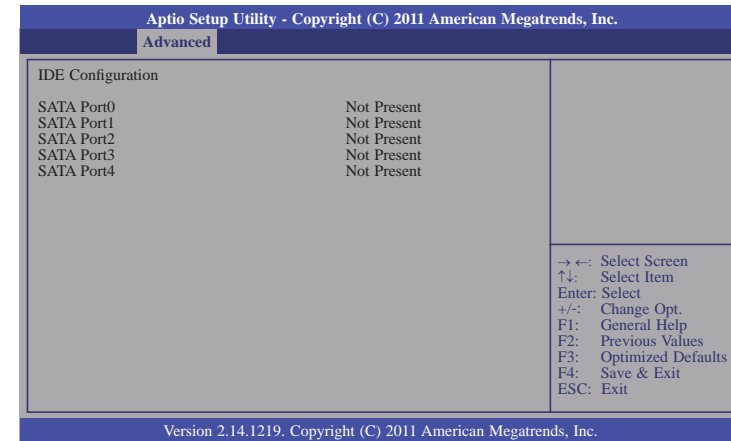 Aptio Setup Utility - Copyright (C) 2011 American Megatrends, Inc.
Advanced
IDE Configuration
SATA Port0 Not Present
SATA Port1 Not Present
SATA Port2 Not Present
SATA Port3 Not Present
SATA Port4 Not Present
→←: Select Screen
↑↓: Select Item
Enter: Select
+/-: Change Opt.
F1: General Help
F2: Previous Values
F3: Optimized Defaults
F4: Save & Exit
ESC: Exit
Version 2.14.1219. Copyright (C) 2011 American Megatrends, Inc.